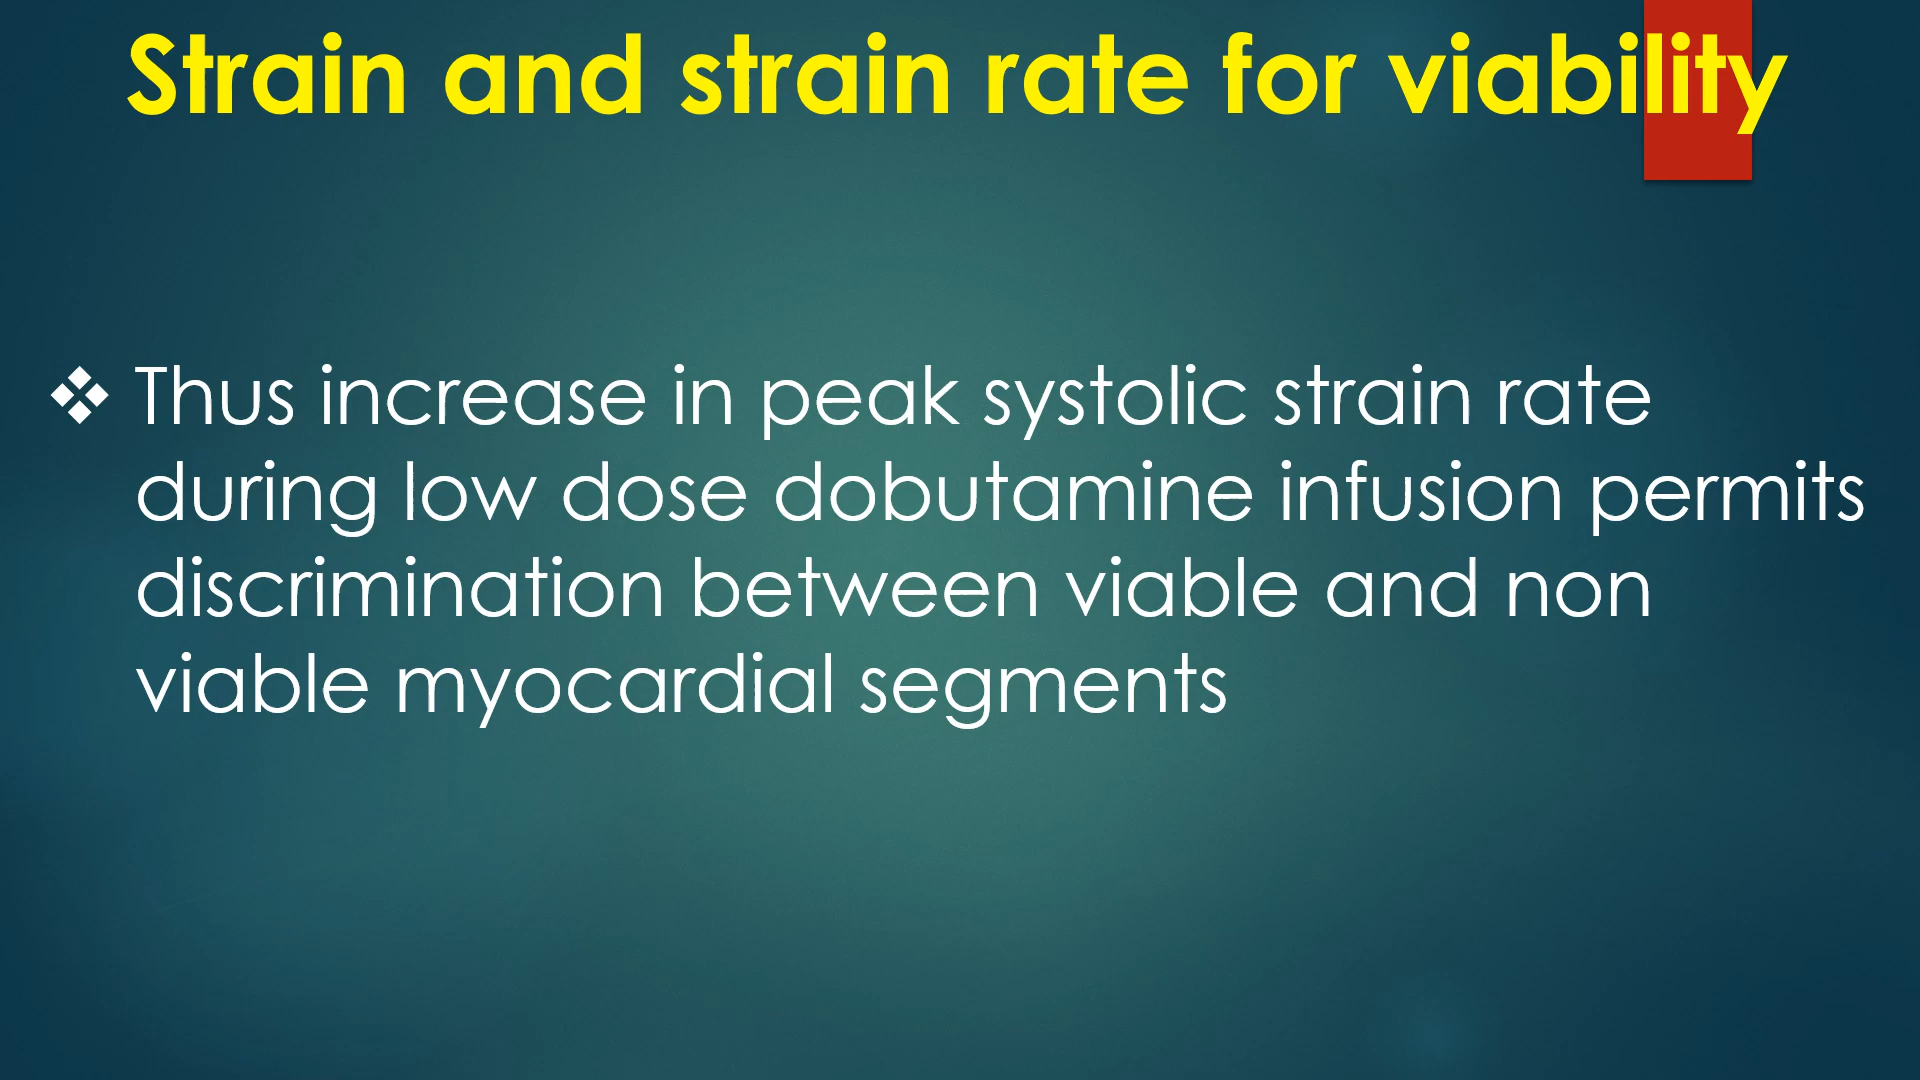 Strain and strain rate for viability
❖ Thus increase in peak systolic strain rate
during low dose dobutamine infusion permits
discrimination between viable and non
viable myocardial segments